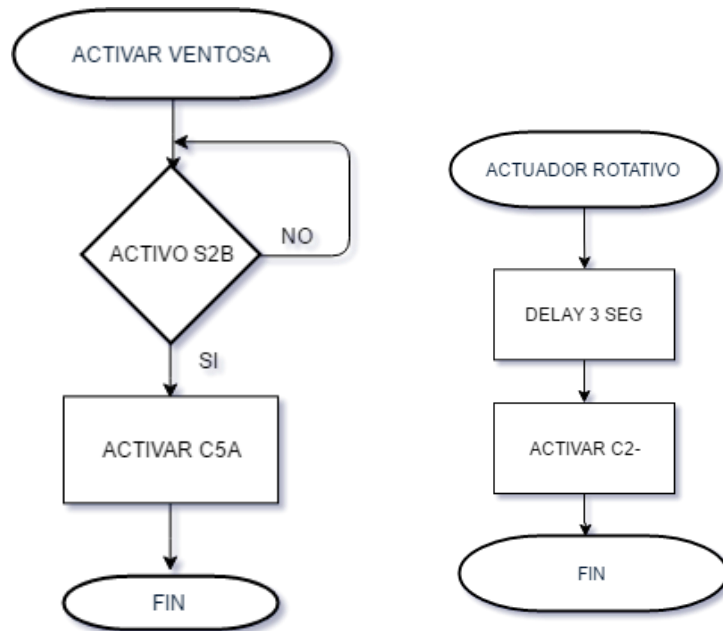 ACTIVAR VENTOSA
ACTIVO S2B
NO
SI
ACTIVAR C5A
FIN
ACTUADOR ROTATIVO
DELAY 3 SEG
ACTIVAR C2-
FIN